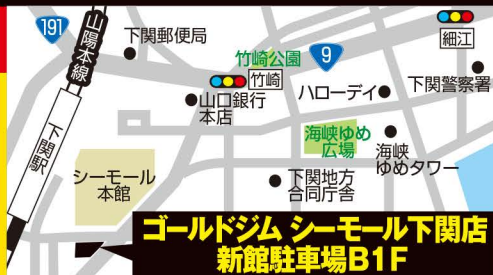 191
山陽本線
下関郵便局
竹崎公園
9
細江
竹崎
山口銀行
本店
ハローデイ
下関警察署
下関駅
海峡ゆめ
広場
海峡
ゆめタワー
シーモール
本館
下関地方
合同庁舎
ゴールドジム シーモール下関店
新館駐車場B1F